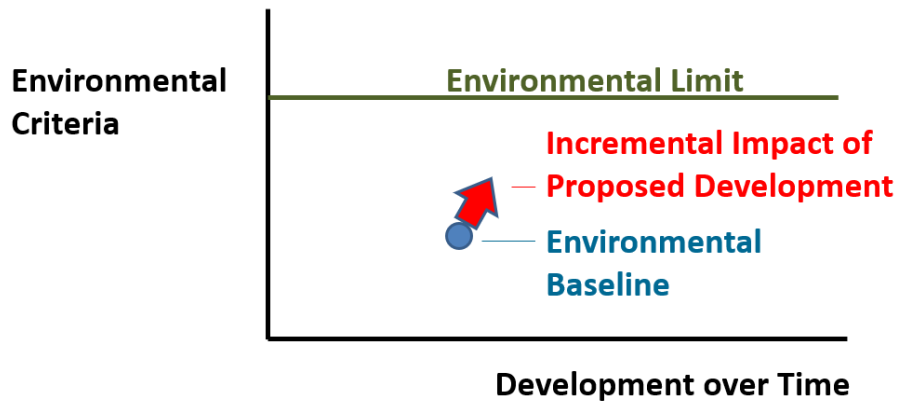 Environmental
Criteria
Environmental Limit
Incremental Impact of
Proposed Development
Environmental
Baseline
Development over Time